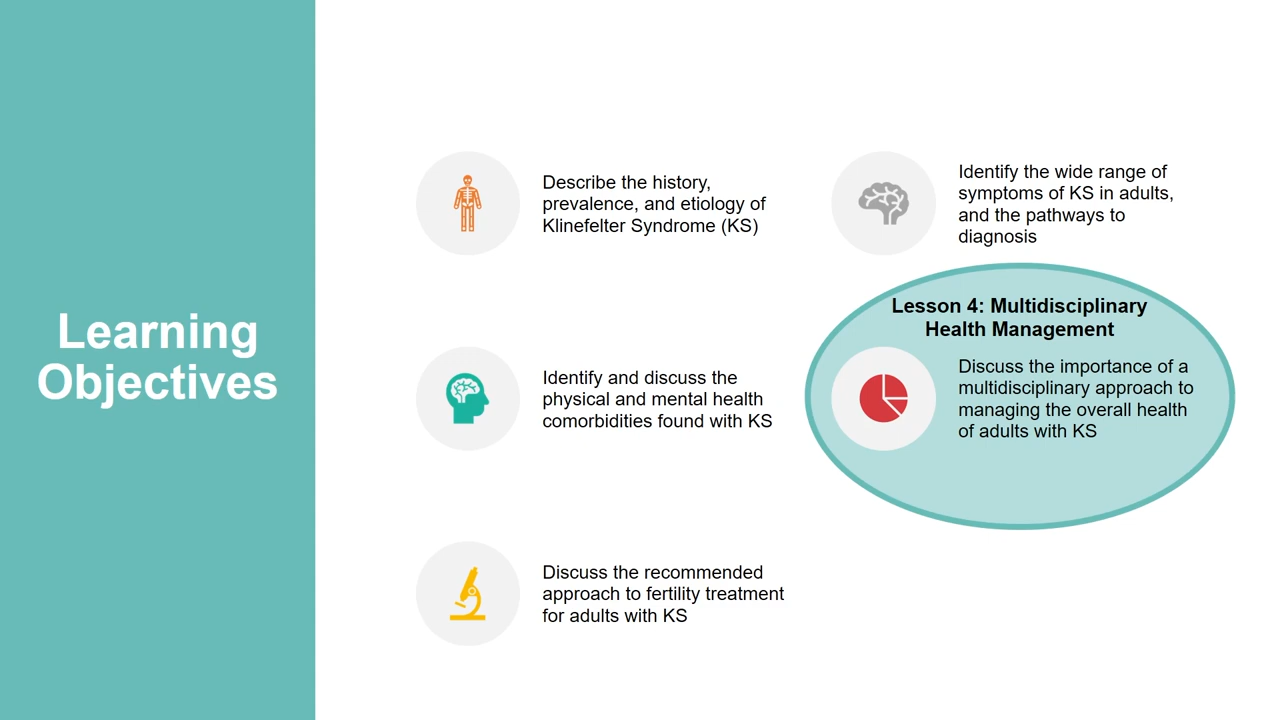 Learning
Objectives
Describe the history,
prevalence, and etiology of
Klinefelter Syndrome (KS)
Identify the wide range of
symptoms of KS in adults,
and the pathways to
diagnosis
Identify and discuss the
physical and mental health
comorbidities found with KS
Lesson 4: Multidisciplinary
Health Management
Discuss the importance of a
multidisciplinary approach to
managing the overall health
of adults with KS
Discuss the recommended
approach to fertility treatment
for adults with KS